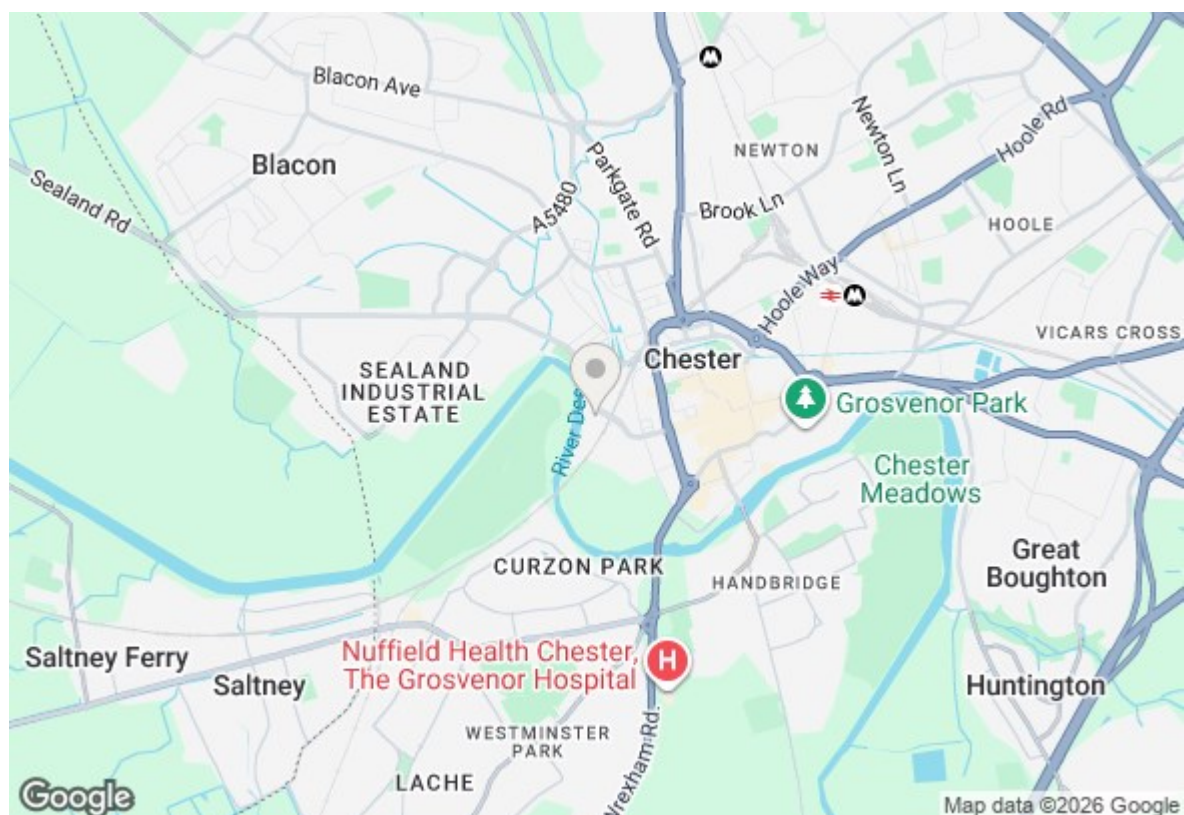 Blacon Ave
Blacon
Sealand Rd
A5480
Parkgate Rd
NEWTON
Newton Ln
Hoole Rd
Brook Ln
HOOLE
Hoole Way
VICARS CROSS
SEALAND
INDUSTRIAL
ESTATE
River Dee
Chester
Grosvenor Park
Chester
Meadows
CURZON PARK
HANDBRIDGE
Great
Boughton
Saltney Ferry
Saltney
Nuffield Health Chester,
The Grosvenor Hospital
H
Huntington
WESTMINSTER
PARK
Wrexham Rd
LACHE
Google
Map data ©2026 Google